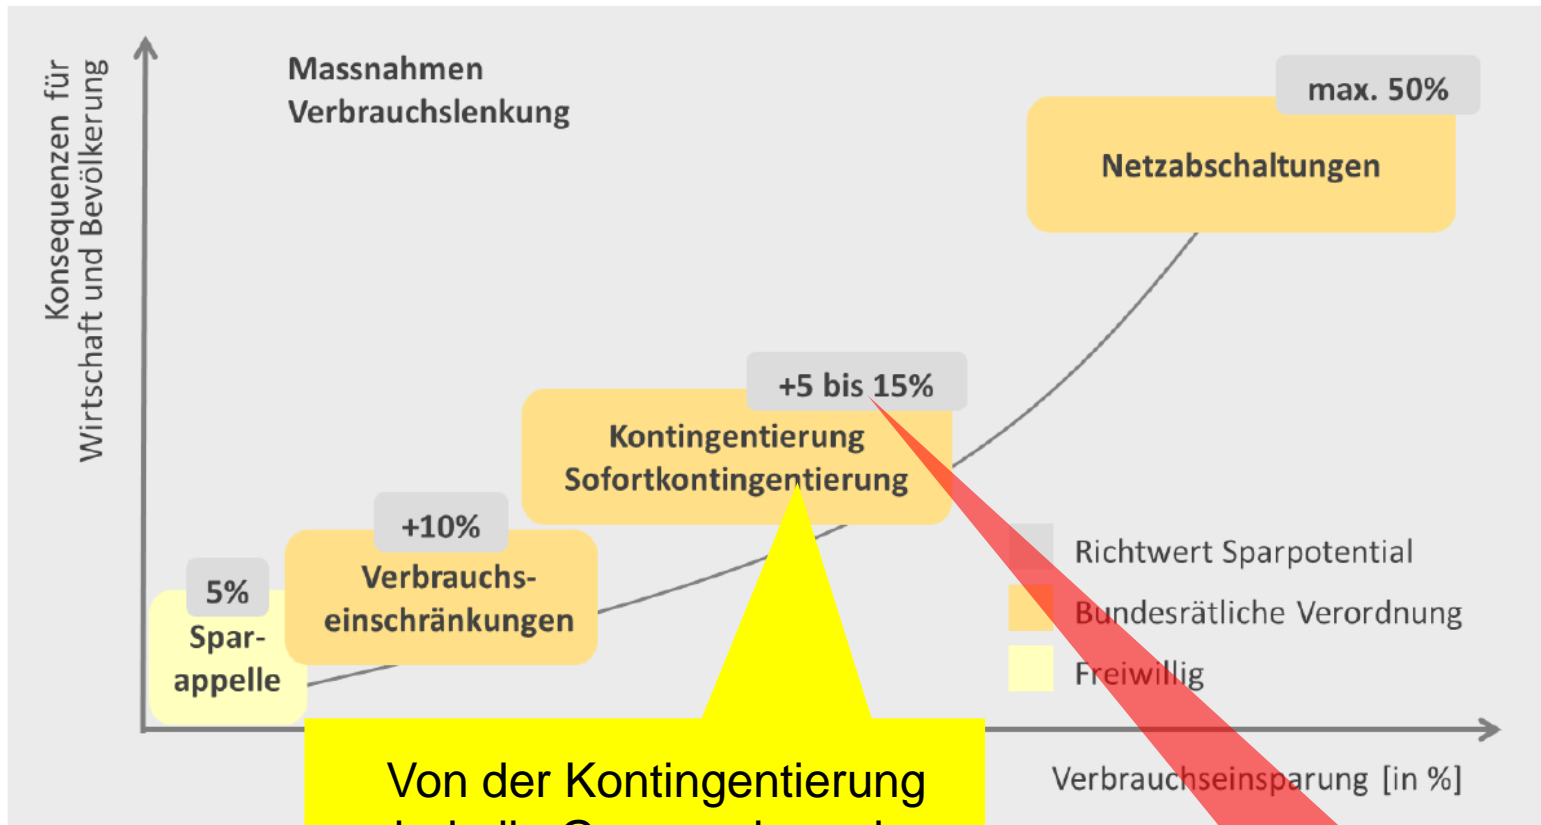 Konsequenzen für
Wirtschaft und Bevölkerung
Massnahmen
Verbrauchslenkung
max. 50%
Netzabschaltungen
+5 bis 15%
Kontingentierung
Sofortkontingentierung
+10%
Verbrauchs-
einschränkungen
5%
Spar-
appelle
Richtwert Sparpotential
Bundesrätliche Verordnung
Freiwillig
Verbrauchseinsparung [in %]
Von der Kontingentierung